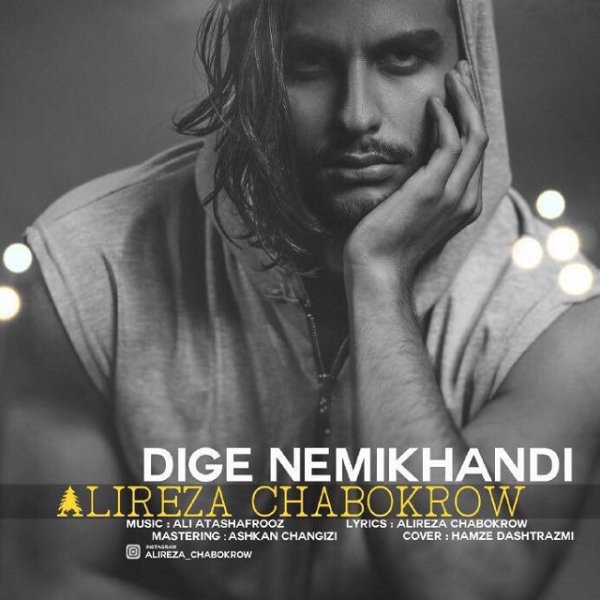 DIGE NEMIKHANDI
ALIREZA CHABOKROW
MUSIC : ALI ATASHAFROOZ LYRICS : ALIREZA CHABOKROW
MASTERING : ASHKAN CHANGIZI COVER : HAMZE DASHTRAZMI
INSTAGRAM
ALIREZA_CHABOKROW